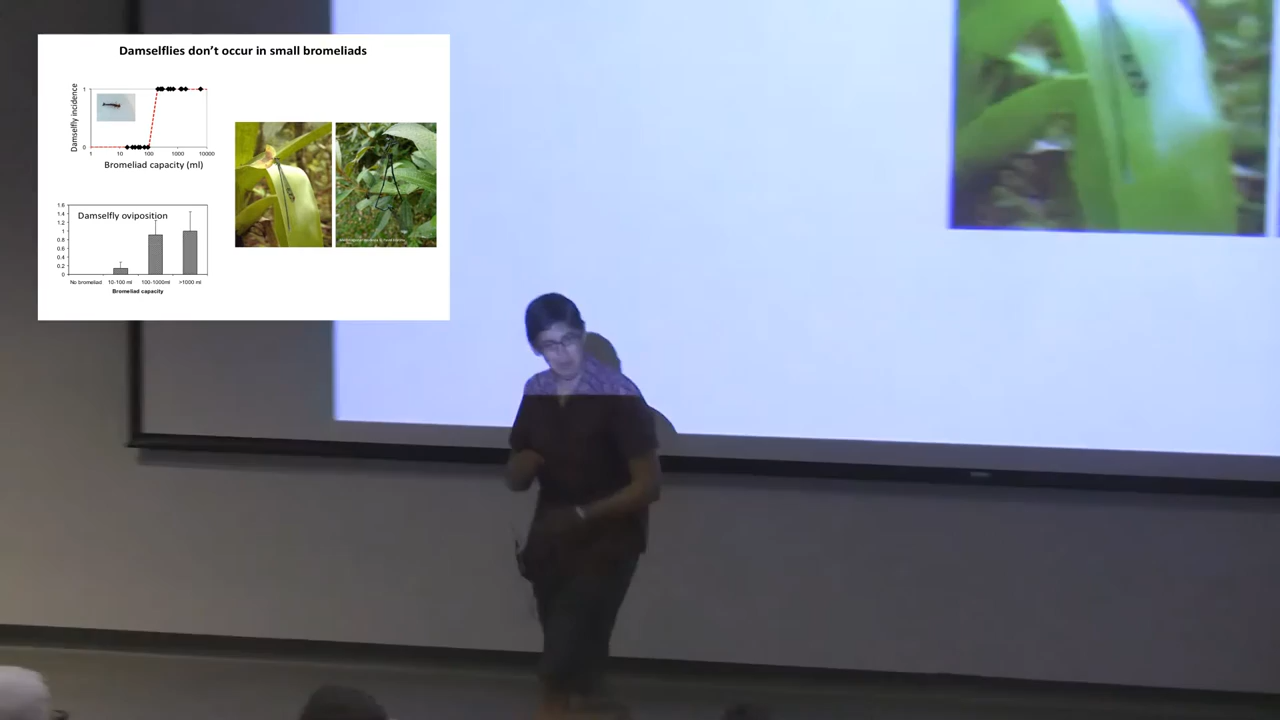 Damselflies don't occur in small bromeliads
Damselfly incidence
1
0
1
10
100
1000
10000
Bromeliad capacity (ml)
Damselfly oviposition
1.6
1.4
1.2
1
0.8
0.6
0.4
0.2
0
No bromeliad
10-100 ml
100-1000ml
>1000 ml
Bromeliad capacity